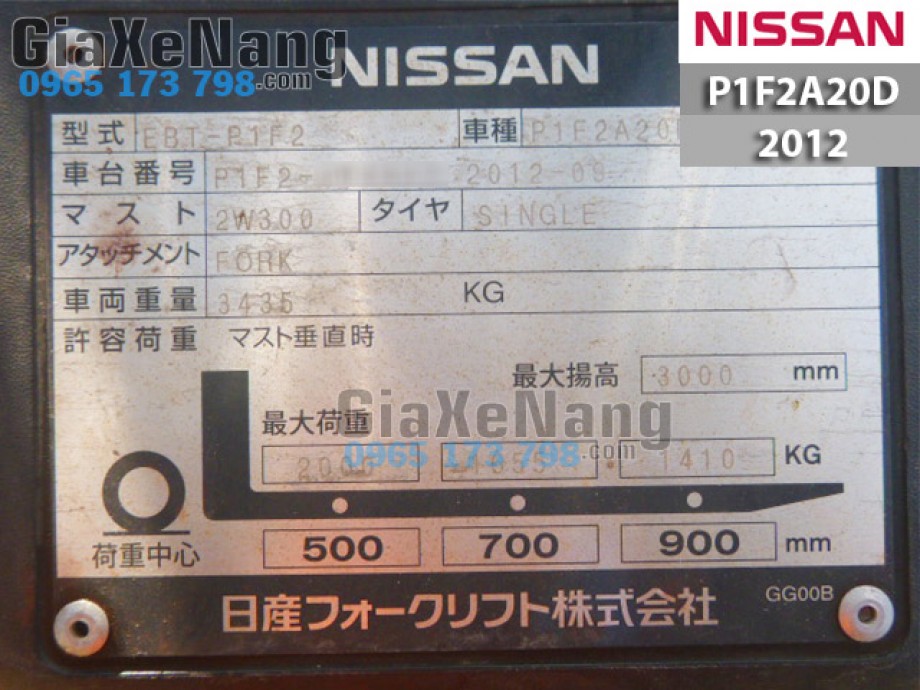 GiaXeNang
0965 173 798.com
NISSAN
NISSAN
P1F2A20D
2012
型式 EBT-P1F2 車種 P1F2A20
車台番号 P1F2- 2012-09
マスト 2W300 タイヤ SINGLE
アタッチメント FORK
車両重量 3435 KG
許容荷重 マスト垂直時
最大揚高 3000 mm
最大荷重
GiaXeNang
0965 173 798.com
1410 KG
500 700 900 mm
荷重中心
日産フォークリフト株式会社
GG00B